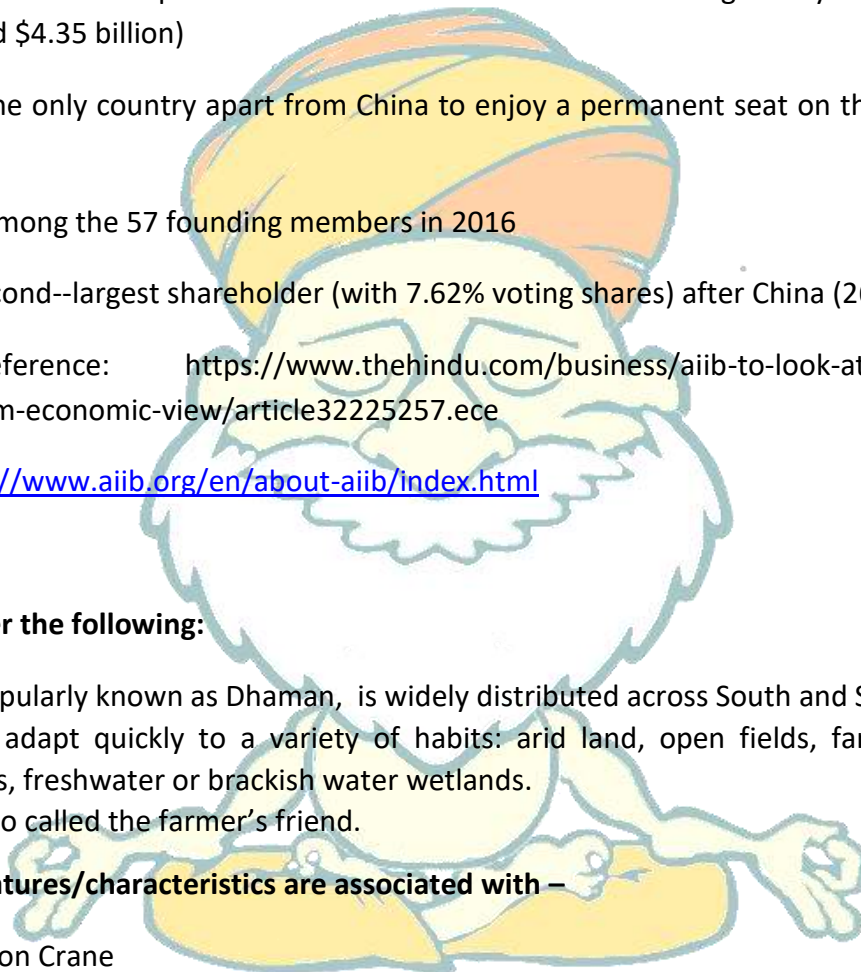 $4.35 billion)
ne only country apart from China to enjoy a permanent seat on th
mong the 57 founding members in 2016
ond--largest shareholder (with 7.62% voting shares) after China (2
eference: https://www.thehindu.com/business/aiib-to-look-at
m-economic-view/article32225257.ece
//www.aiib.org/en/about-aiib/index.html
r the following:
pularly known as Dhaman, is widely distributed across South and S
adapt quickly to a variety of habits: arid land, open fields, far
s, freshwater or brackish water wetlands.
o called the farmer’s friend.
tures/characteristics are associated with –
on Crane